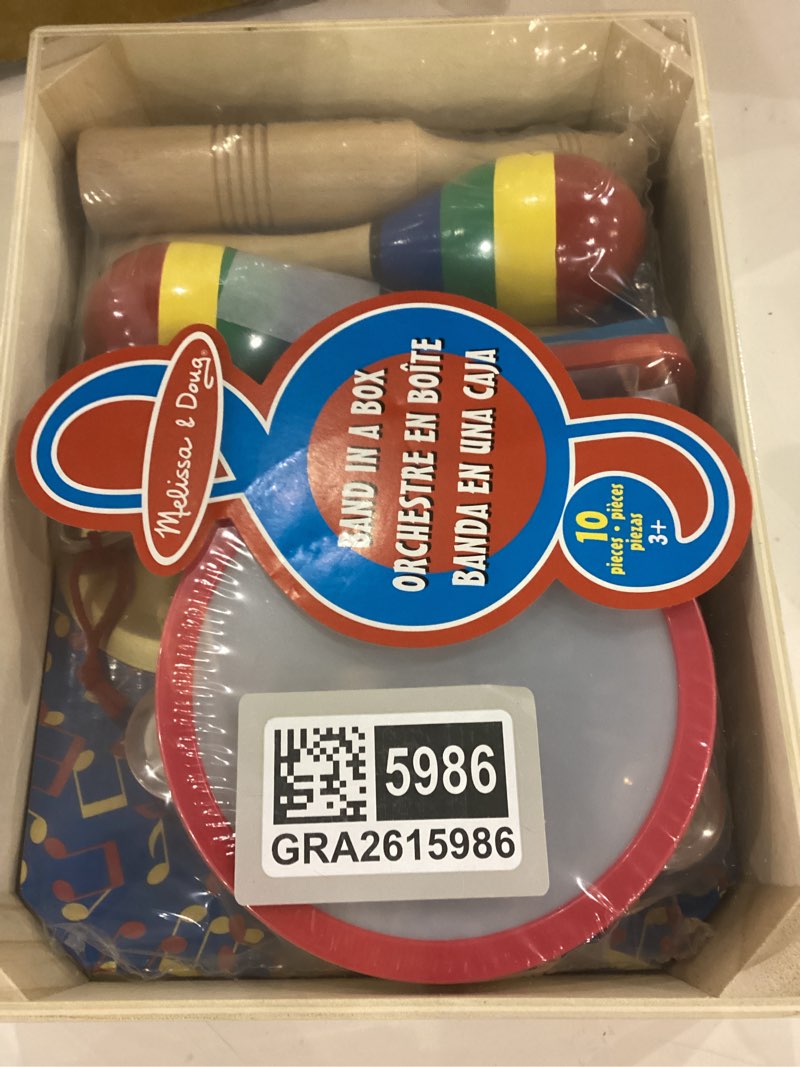 Melissa & Doug®
BAND IN A BOX
ORCHESTRE EN BOÎTE
BANDA EN UNA CAJA
10
pieces • pièces
piezas
3+
5986
GRA2615986